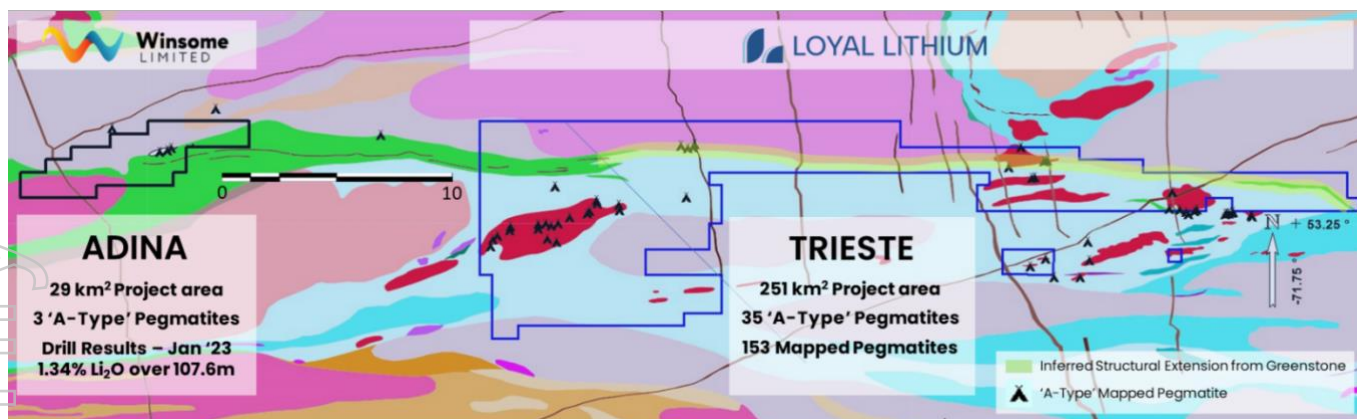 Winsome
LIMITED
LOYAL LITHIUM
0
10
ADINA
29 km² Project area
3 'A-Type' Pegmatites
Drill Results – Jan '23
1.34% Li₂O over 107.6m
TRIESTE
251 km² Project area
35 'A-Type' Pegmatites
153 Mapped Pegmatites
N
+ 53.25 °
-71.75 °
Inferred Structural Extension from Greenstone
'A-Type' Mapped Pegmatite